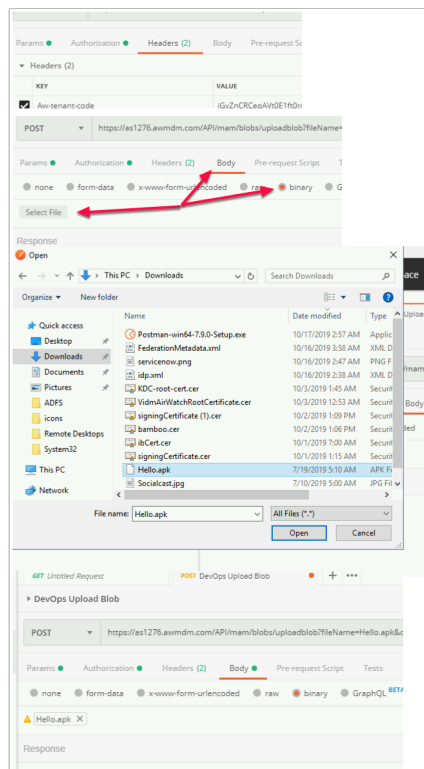 Params Authorization Headers (2) Body Pre-request Sc
Headers (2)
KEY VALUE
Aw-tenant-code
POST https://as1276.awmdm.com/API/mam/blobs/uploadblob?fileName=
Params Authorization Headers (2) Body Pre-request Script T
none form-data x-www-form-urlencoded raw binary G
Select File
Response
Open
This PC > Downloads Search Downloads
Organize New folder
Name Date modified Type
Quick access
Desktop
Downloads
Documents
Pictures
ADFS
icons
Remote Desktops
System32
This PC
Network
Postman-win64-7.9.0-Setup.exe 10/17/2019 2:57 AM Applic
FederationMetadata.xml 10/16/2019 3:58 AM XML D
servicenow.png 10/16/2019 2:47 AM PNG F
idp.xml 10/16/2019 2:38 AM XML D
KDC-root-cert.cer 10/3/2019 1:45 AM Securit
VidmAirWatchRootCertificate.cer 10/3/2019 12:53 AM Securit
signingCertificate (1).cer 10/2/2019 1:09 PM Securit
bamboo.cer 10/2/2019 1:06 PM Securit
ibCert.cer 10/1/2019 7:00 AM Securit
signingCertificate.cer 10/1/2019 1:15 AM Securit
Hello.apk 7/19/2019 5:10 AM APK Fi
Socialcast.jpg 7/10/2019 5:00 AM JPG Fil
File name: Hello.apk All Files (*.*)
Open Cancel
ace
Uploa
/mam
Body
ded
GET Untitled Request POST DevOps Upload Blob + •••
DevOps Upload Blob
POST https://as1276.awmdm.com/API/mam/blobs/uploadblob?fileName=Hello.apk&o
Params Authorization Headers (2) Body Pre-request Script Tests
none form-data x-www-form-urlencoded raw binary GraphQL BETA
Hello.apk X
Response